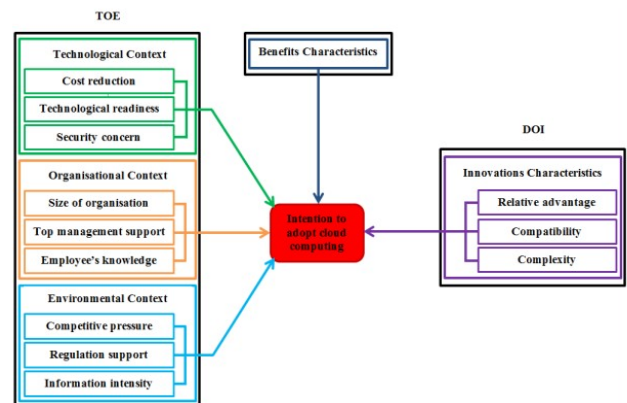 TOE
Technological Context
Cost reduction
Technological readiness
Security concern
Organisational Context
Size of organisation
Top management support
Employee's knowledge
Environmental Context
Competitive pressure
Regulation support
Information intensity
Benefits Characteristics
Intention to
adopt cloud
computing
DOI
Innovations Characteristics
Relative advantage
Compatibility
Complexity